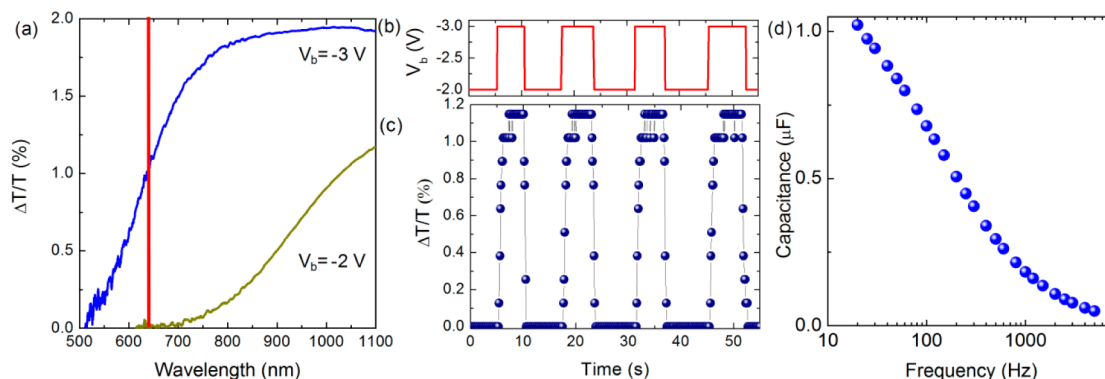 (a)
ΔT/T (%)
2.0
1.5
1.0
0.5
0.0
V_b= -3 V
V_b= -2 V
500 600 700 800 900 1000 1100
Wavelength (nm)
(b)
V_b (V)
-3.0
-2.5
-2.0
(c)
ΔT/T (%)
1.2
1.0
0.8
0.6
0.4
0.2
0.0
0 10 20 30 40 50
Time (s)
(d)
Capacitance (μF)
1.0
0.5
0.0
10 100 1000
Frequency (Hz)